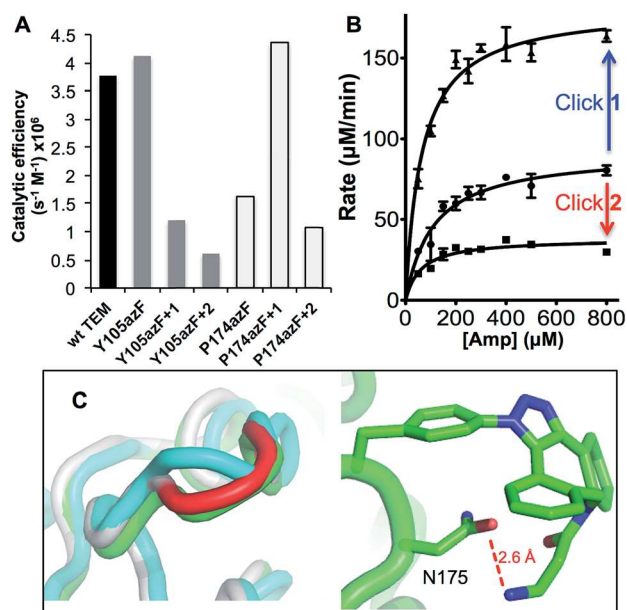 A
Catalytic efficiency
(s⁻¹ M⁻¹) x10⁶
4.5
4
3.5
3
2.5
2
1.5
1
0.5
0
wt TEM
Y105azF
Y105azF+1
Y105azF+2
P174azF
P174azF+1
P174azF+2
B
Rate (µM/min)
150
100
50
0
0 200 400 600 800
[Amp] (µM)
Click 1
Click 2
C
N175
2.6 Å